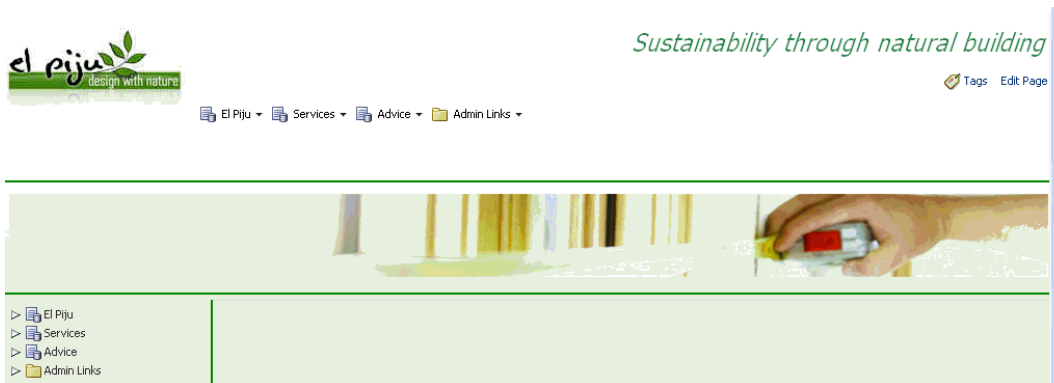 Sustainability through natural building
el piju
design with nature
Tags Edit Page
El Piju Services Advice Admin Links
El Piju
Services
Advice
Admin Links